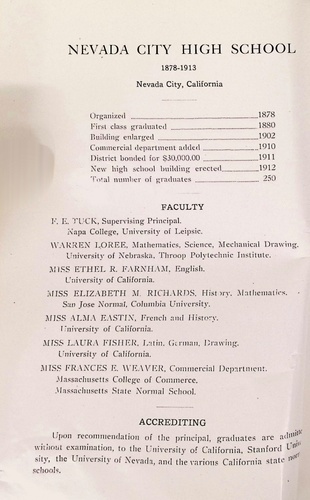 NEVADA CITY HIGH SCHOOL
1878-1913
Nevada City, California
Organized 1878
First class graduated 1880
Building enlarged 1902
Commercial department added 1910
District bonded for $30,000.00 1911
New high school building erected 1912
Total number of graduates 250
FACULTY
F. E. TUCK, Supervising Principal.
Napa College, University of Leipsic.
WARREN LOREE, Mathematics, Science, Mechanical Drawing.
University of Nebraska, Throop Polytechnic Institute.
MISS ETHEL R. FARNHAM, English.
University of California.
MISS ELIZABETH M. RICHARDS, History, Mathematics.
San Jose Normal, Columbia University.
MISS ALMA EASTIN, French and History.
University of California.
MISS LAURA FISHER, Latin, German, Drawing.
University of California.
MISS FRANCES E. WEAVER, Commercial Department.
Massachusetts College of Commerce.
Massachusetts State Normal School.
ACCREDITING
Upon recommendation of the principal, graduates are admitte
without examination, to the University of California, Stanford Univ
sity, the University of Nevada, and the various California state nor
schools.